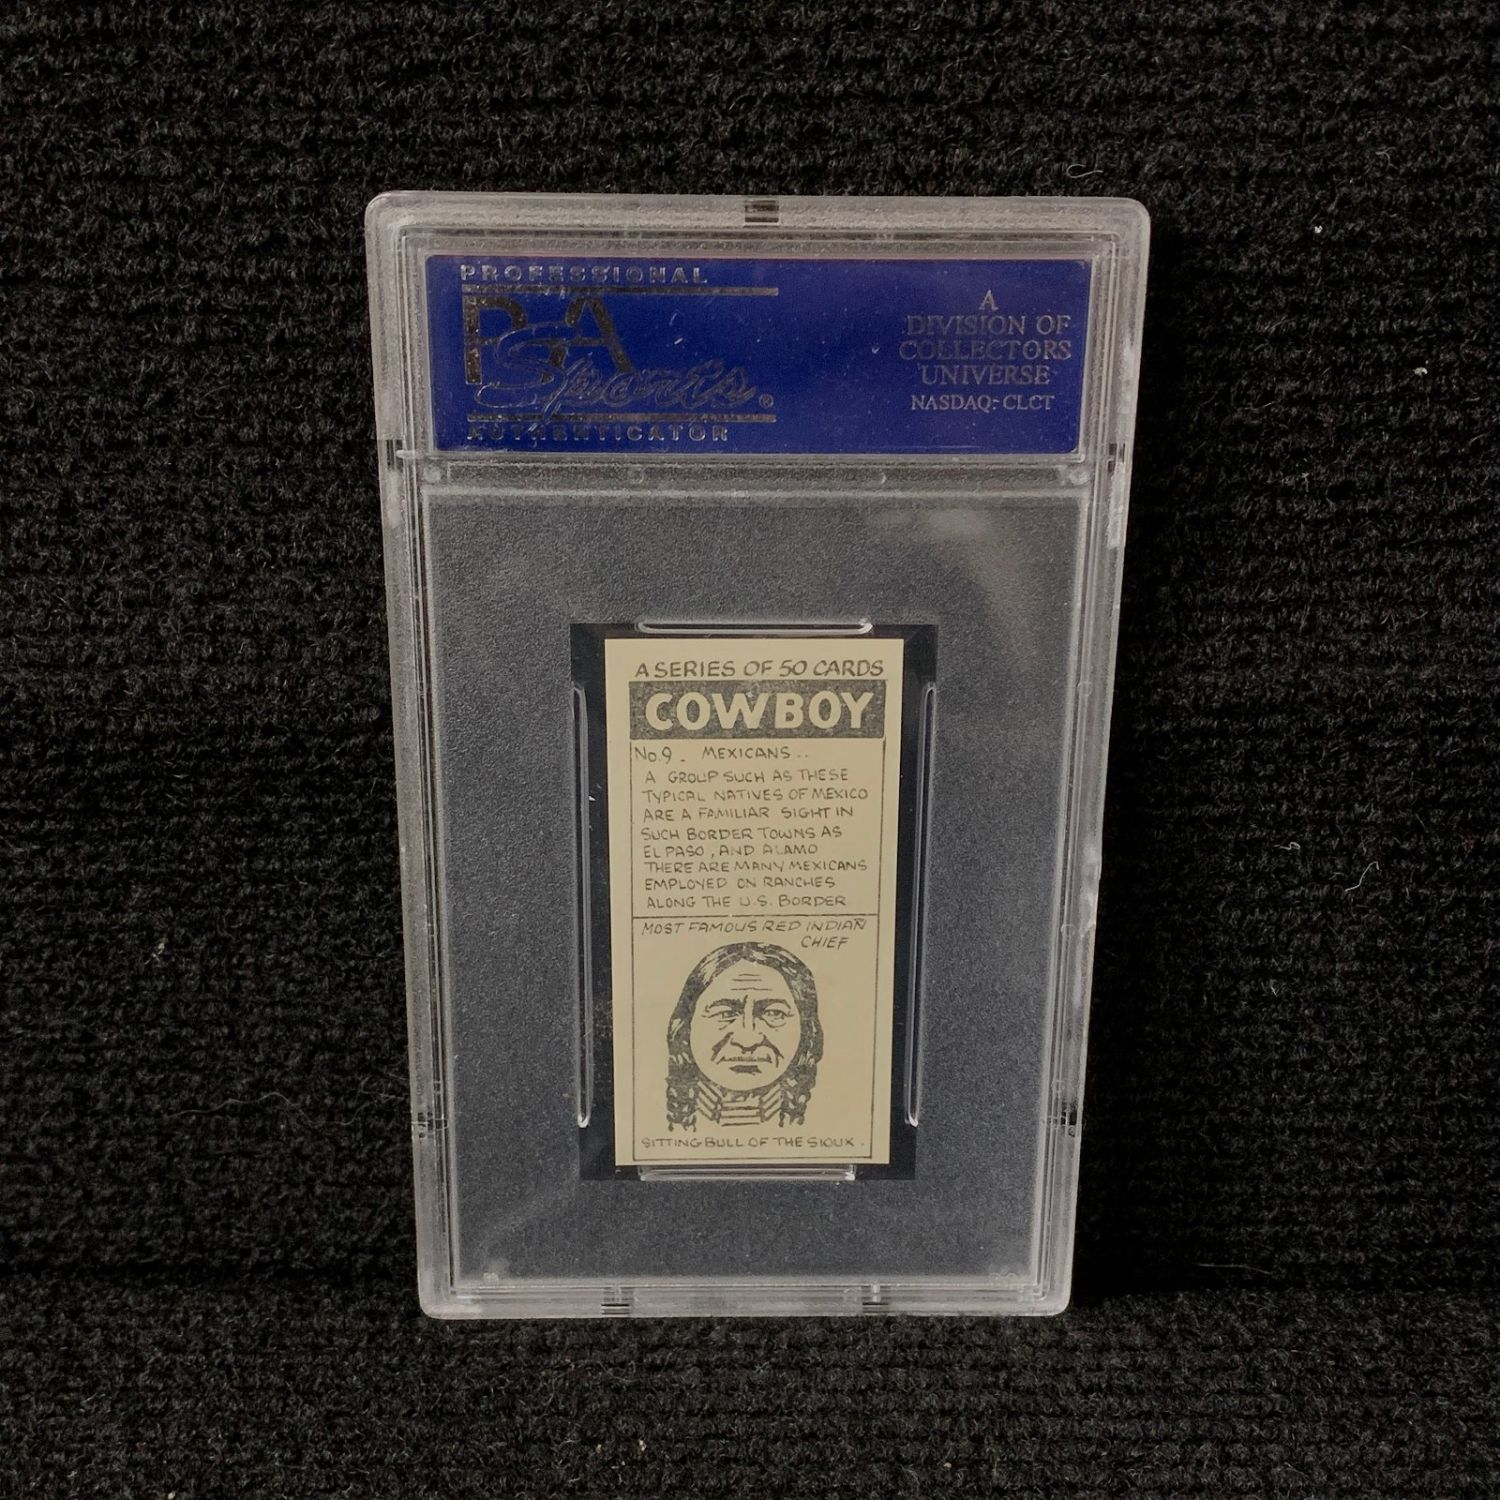 PROFESSIONAL
PSA
Sports®
AUTHENTICATOR
A
DIVISION OF
COLLECTORS
UNIVERSE
NASDAQ: CLCT
A SERIES OF 50 CARDS
COWBOY
No.9. MEXICANS..
A GROUP SUCH AS THESE
TYPICAL NATIVES OF MEXICO
ARE A FAMILIAR SIGHT IN
SUCH BORDER TOWNS AS
EL PASO, AND ALAMO
THERE ARE MANY MEXICANS
EMPLOYED ON RANCHES
ALONG THE U.S. BORDER
MOST FAMOUS RED INDIAN
CHIEF
SITTING BULL OF THE SIOUX.